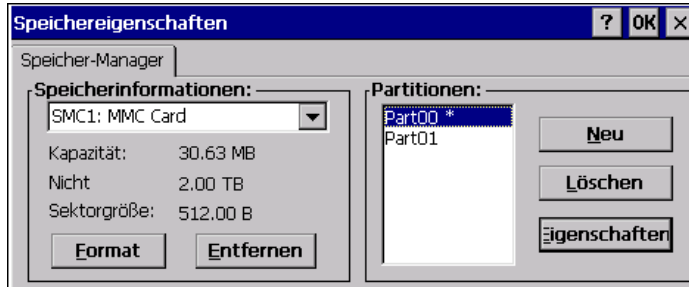 Speichereigenschaften ? OK ×
Speicher-Manager
Speicherinformationen:
SMC1: MMC Card
Kapazität: 30.63 MB
Nicht 2.00 TB
Sektorgröße: 512.00 B
Format Entfernen
Partitionen:
Part00 *
Part01
Neu
Löschen
Eigenschaften